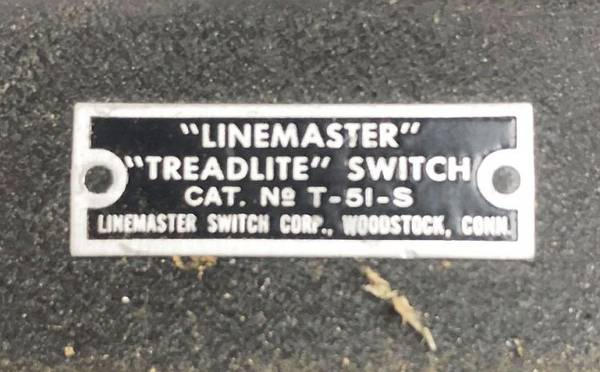 "LINEMASTER"
"TREADLITE" SWITCH
CAT. Nº T-51-S
LINEMASTER SWITCH CORP., WOODSTOCK, CONN.